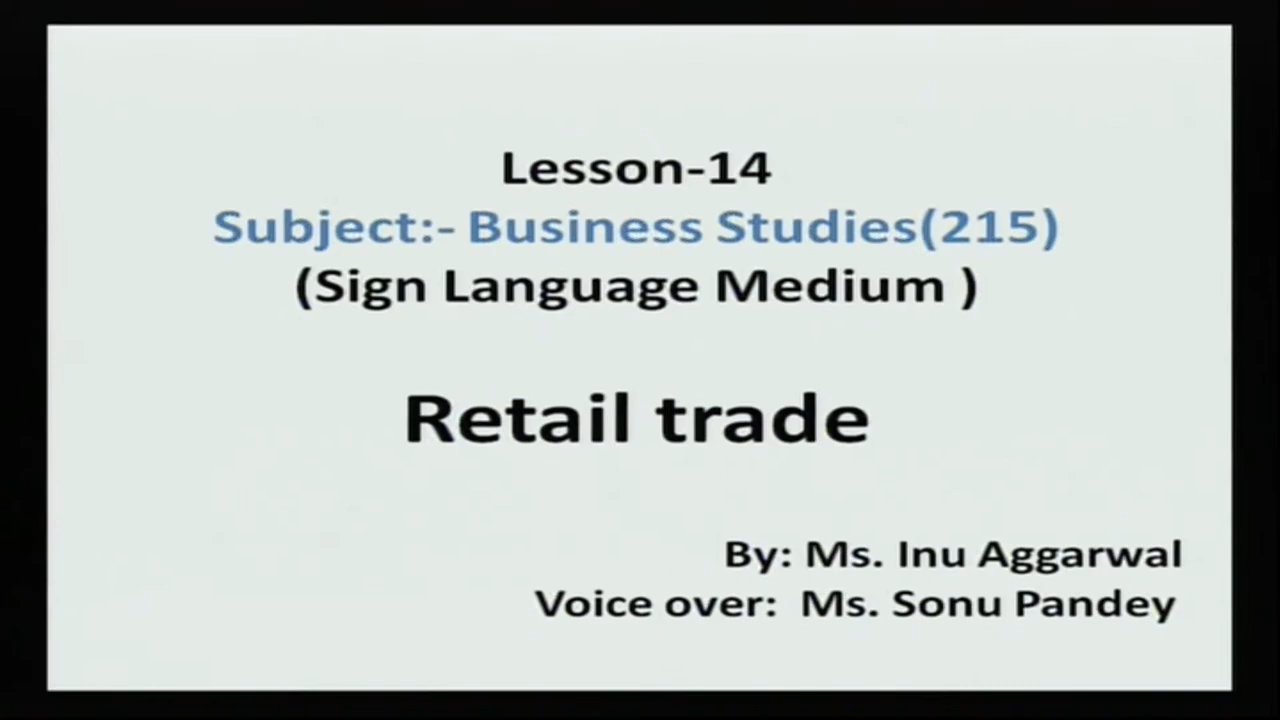 Lesson-14
Subject:- Business Studies(215)
(Sign Language Medium )
Retail trade
By: Ms. Inu Aggarwal
Voice over: Ms. Sonu Pandey